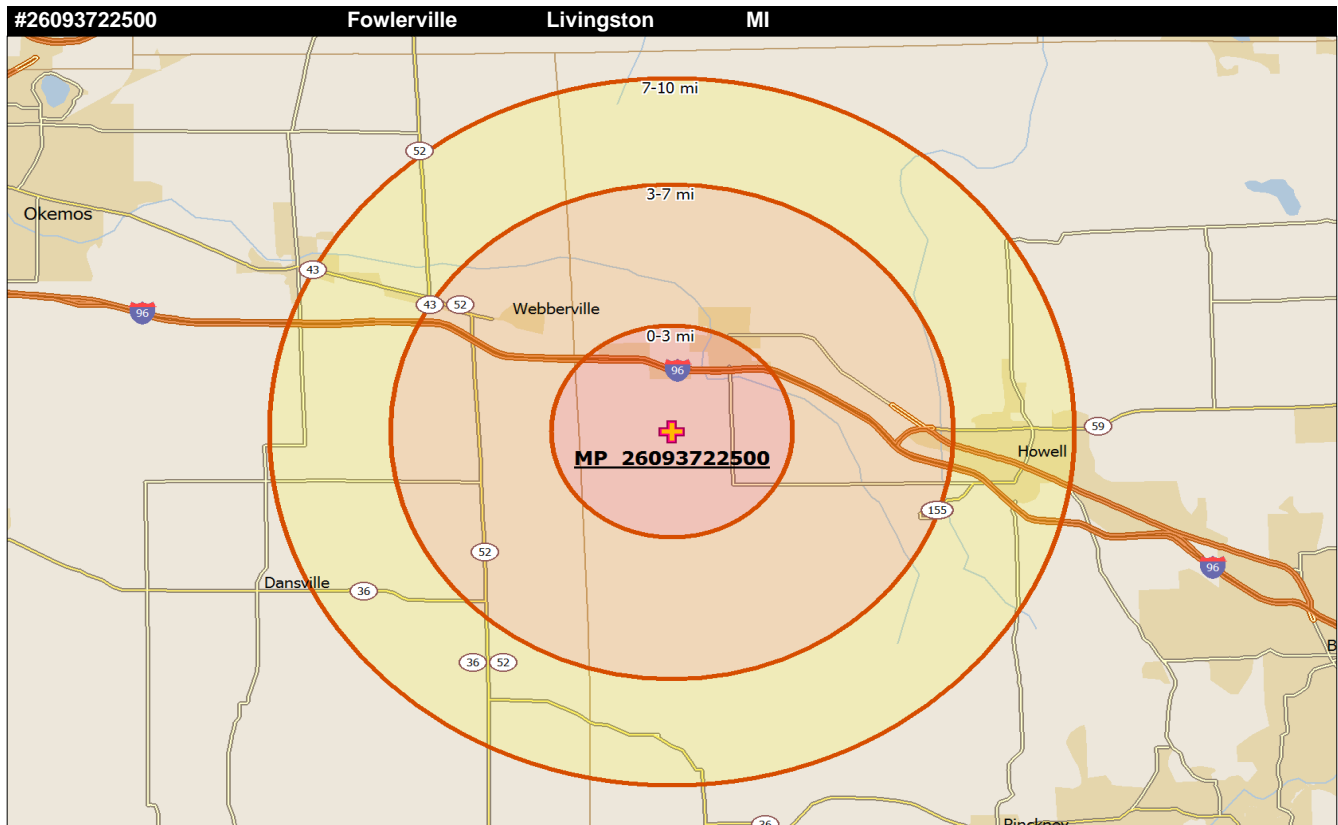 #26093722500 Fowlerville Livingston MI
7-10 mi
52
3-7 mi
Okemos
43
43 52
Webberville
96
0-3 mi
96
59
MP 26093722500
Howell
155
52
96
Dansville
36
36 52
B
36
Pinckney